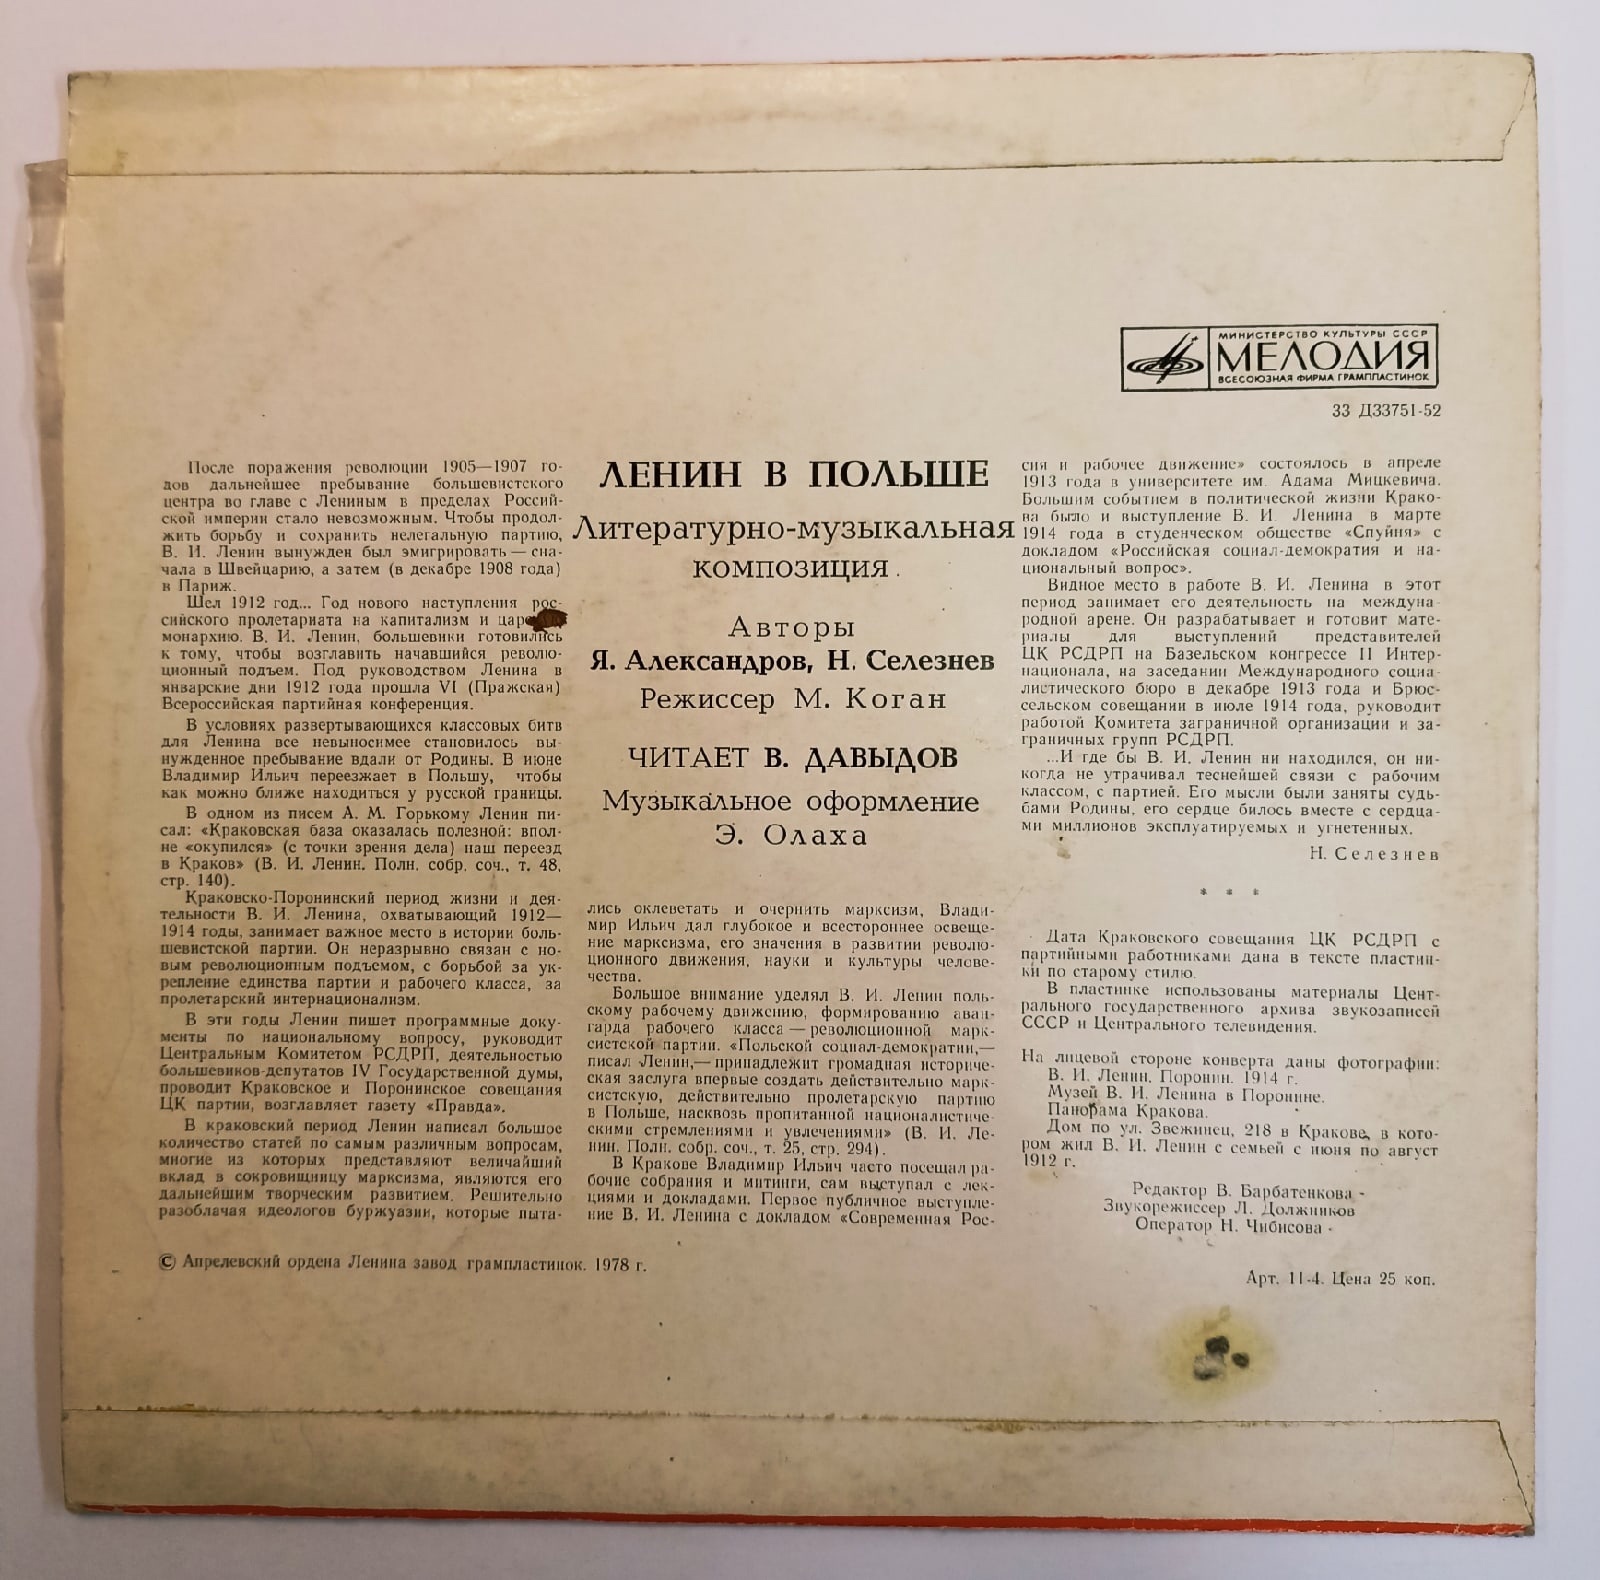 МИНИСТЕРСТВО КУЛЬТУРЫ СССР
МЕЛОДИЯ
ВСЕСОЮЗНАЯ ФИРМА ГРАМПЛАСТИНОК
33 Д33751-52
После поражения революции 1905—1907 го-
дов дальнейшее пребывание большевистского
центра во главе с Лениным в пределах Россий-
ской империи стало невозможным. Чтобы продол-
жить борьбу и сохранить нелегальную партию,
В. И. Ленин вынужден был эмигрировать — сна-
чала в Швейцарию, а затем (в декабре 1908 года)
в Париж.
Шел 1912 год... Год нового наступления рос-
сийского пролетариата на капитализм и цар
монархию. В. И. Ленин, большевики готовились
к тому, чтобы возглавить начавшийся револю-
ционный подъем. Под руководством Ленина в
январские дни 1912 года прошла VI (Пражская)
Всероссийская партийная конференция.
В условиях развертывающихся классовых битв
для Ленина все невыносимее становилось вы-
нужденное пребывание вдали от Родины. В июне
Владимир Ильич переезжает в Польшу, чтобы
как можно ближе находиться у русской границы.
В одном из писем А. М. Горькому Ленин пи-
сал: «Краковская база оказалась полезной: впол-
не «окупился» (с точки зрения дела) наш переезд
в Краков» (В. И. Ленин. Полн. собр. соч., т. 48,
стр. 140).
Краковско-Поронинский период жизни и дея-
тельности В. И. Ленина, охватывающий 1912—
1914 годы, занимает важное место в истории боль-
шевистской партии. Он неразрывно связан с но-
вым революционным подъемом, с борьбой за ук-
репление единства партии и рабочего класса, за
пролетарский интернационализм.
В эти годы Ленин пишет программные доку-
менты по национальному вопросу, руководит
Центральным Комитетом РСДРП, деятельностью
большевиков-депутатов IV Государственной думы,
проводит Краковское и Поронинское совещания
ЦК партии, возглавляет газету «Правда».
В краковский период Ленин написал большое
количество статей по самым различным вопросам,
многие из которых представляют величайший
вклад в сокровищницу марксизма, являются его
дальнейшим творческим развитием. Решительно
разоблачая идеологов буржуазии, которые пыта-
© Апрелевский ордена Ленина завод грампластинок. 1978 г.
ЛЕНИН В ПОЛЬШЕ
Литературно-музыкальная
композиция.
Авторы
Я. Александров, Н. Селезнев
Режиссер М. Коган
ЧИТАЕТ В. ДАВЫДОВ
Музыкальное оформление
Э. Олаха
лись оклеветать и очернить марксизм, Влади-
мир Ильич дал глубокое и всестороннее освеще-
ние марксизма, его значения в развитии револю-
ционного движения, науки и культуры челове-
чества.
Большое внимание уделял В. И. Ленин поль-
скому рабочему движению, формированию аван-
гарда рабочего класса — революционной марк-
систской партии. «Польской социал-демократии,—
писал Ленин,— принадлежит громадная историче-
ская заслуга впервые создать действительно марк-
систскую, действительно пролетарскую партию
в Польше, насквозь пропитанной националистиче-
скими стремлениями и увлечениями» (В. И. Ле-
нин. Полн. собр. соч., т. 25, стр. 294).
В Кракове Владимир Ильич часто посещал ра-
бочие собрания и митинги, сам выступал с лек-
циями и докладами. Первое публичное выступле-
ние В. И. Ленина с докладом «Современная Рос-
сия и рабочее движение» состоялось в апреле
1913 года в университете им. Адама Мицкевича.
Большим событием в политической жизни Крако-
ва было и выступление В. И. Ленина в марте
1914 года в студенческом обществе «Спуйня» с
докладом «Российская социал-демократия и на-
циональный вопрос».
Видное место в работе В. И. Ленина в этот
период занимает его деятельность на междуна-
родной арене. Он разрабатывает и готовит мате-
риалы для выступлений представителей
ЦК РСДРП на Базельском конгрессе II Интер-
национала, на заседании Международного социа-
листического бюро в декабре 1913 года и Брюс-
сельском совещании в июле 1914 года, руководит
работой Комитета заграничной организации и за-
граничных групп РСДРП.
...И где бы В. И. Ленин ни находился, он ни-
когда не утрачивал теснейшей связи с рабочим
классом, с партией. Его мысли были заняты судь-
бами Родины, его сердце билось вместе с сердца-
ми миллионов эксплуатируемых и угнетенных.
Н. Селезнев
* * *
Дата Краковского совещания ЦК РСДРП с
партийными работниками дана в тексте пластин-
ки по старому стилю.
В пластинке использованы материалы Цент-
рального государственного архива звукозаписей
СССР и Центрального телевидения.
На лицевой стороне конверта даны фотографии:
В. И. Ленин. Поронин. 1914 г.
Музей В. И. Ленина в Поронине.
Панорама Кракова.
Дом по ул. Звежинец, 218 в Кракове, в кото-
ром жил В. И. Ленин с семьей с июня по август
1912 г.
Редактор В. Барбатенкова
Звукорежиссер Л. Должников
Оператор Н. Чибисова
Арт. 11-4. Цена 25 коп.